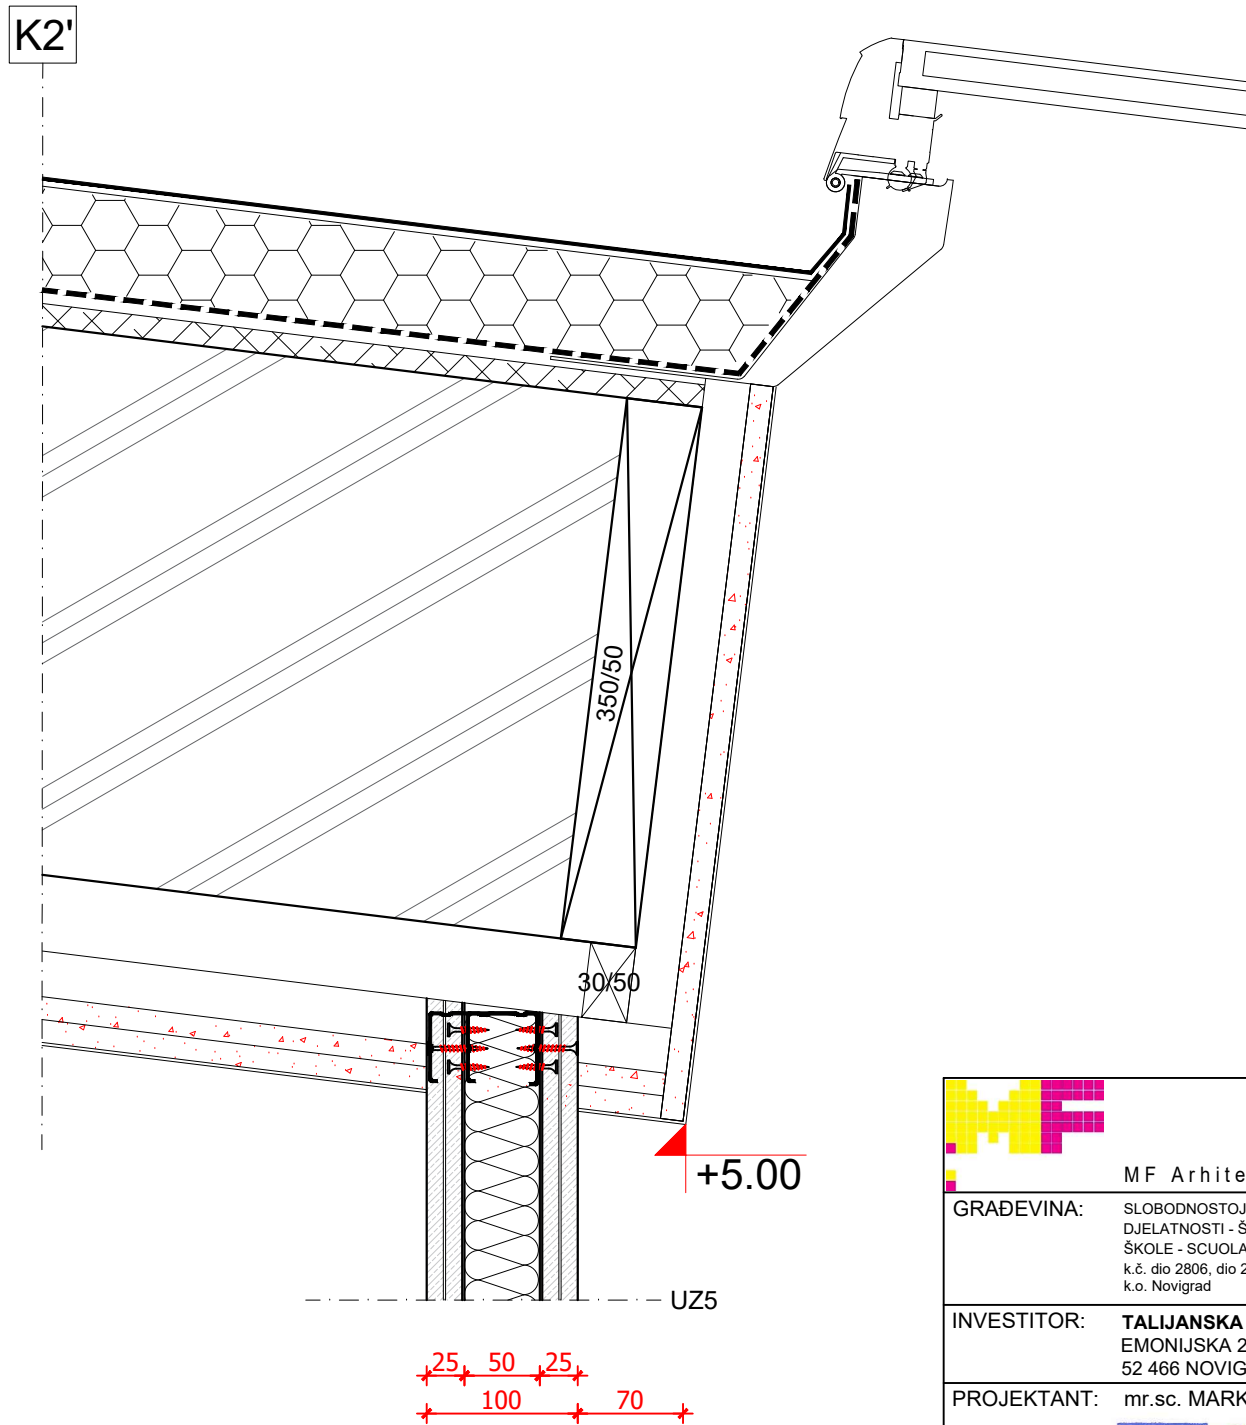 K2'
350/50
30/50
+5.00
UZ5
25 50 25
100 70
MF Arhite
GRAĐEVINA:
SLOBODNOSTOJ
DJELATNOSTI - Š
ŠKOLE - SCUOLA
k.č. dio 2806, dio 2
k.o. Novigrad
INVESTITOR:
TALIJANSKA
EMONIJSKA 2
52 466 NOVIG
PROJEKTANT:
mr.sc. MARK